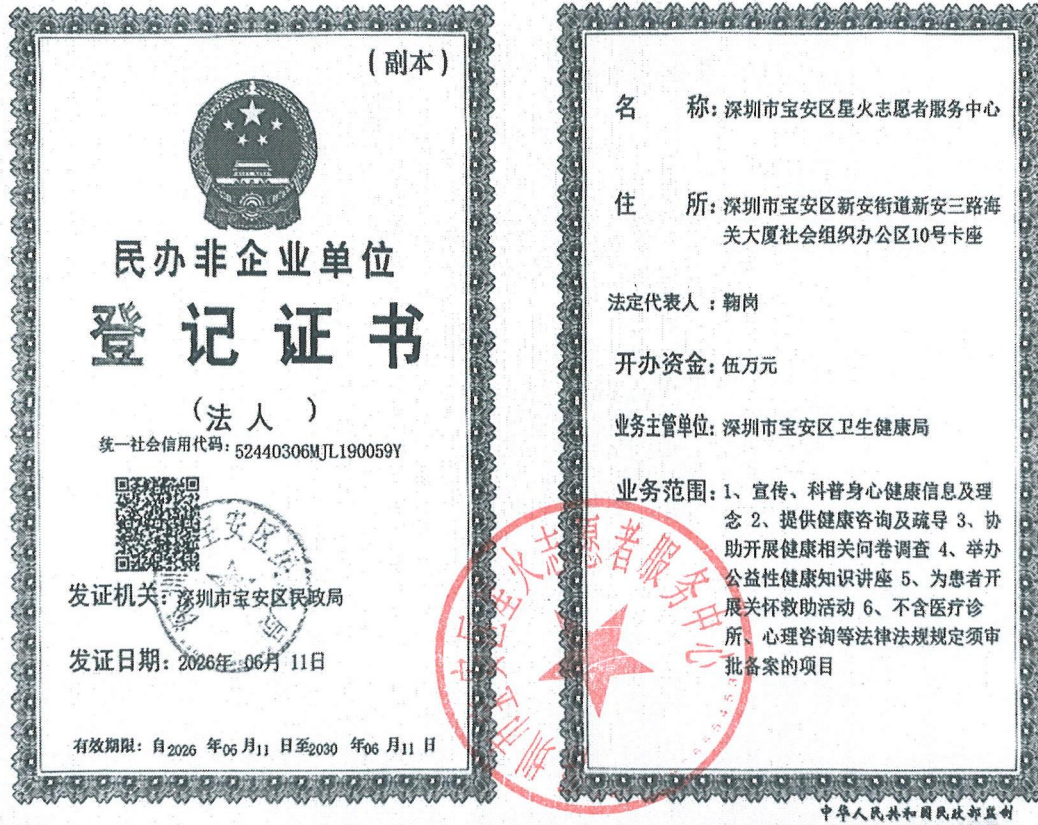 (副本)
民办非企业单位
登记证书
(法人)
统一社会信用代码: 52440306MJL190059Y
宝安区
发证机关: 深圳市宝安区民政局
发证日期: 2026年 06月 11日
有效期限: 自2026 年06月11 日至2030 年06 月11 日
名 称: 深圳市宝安区星火志愿者服务中心
住 所: 深圳市宝安区新安街道新安三路海
关大厦社会组织办公区10号卡座
法定代表人 : 鞠岗
开办资金: 伍万元
业务主管单位: 深圳市宝安区卫生健康局
业务范围: 1、宣传、科普身心健康信息及理
念 2、提供健康咨询及疏导 3、协
助开展健康相关问卷调查 4、举办
公益性健康知识讲座 5、为患者开
展关怀救助活动 6、不含医疗诊
所、心理咨询等法律法规规定须审
批备案的项目
圳市宝安区星火志愿者服务中心
中华人民共和国民政部监制